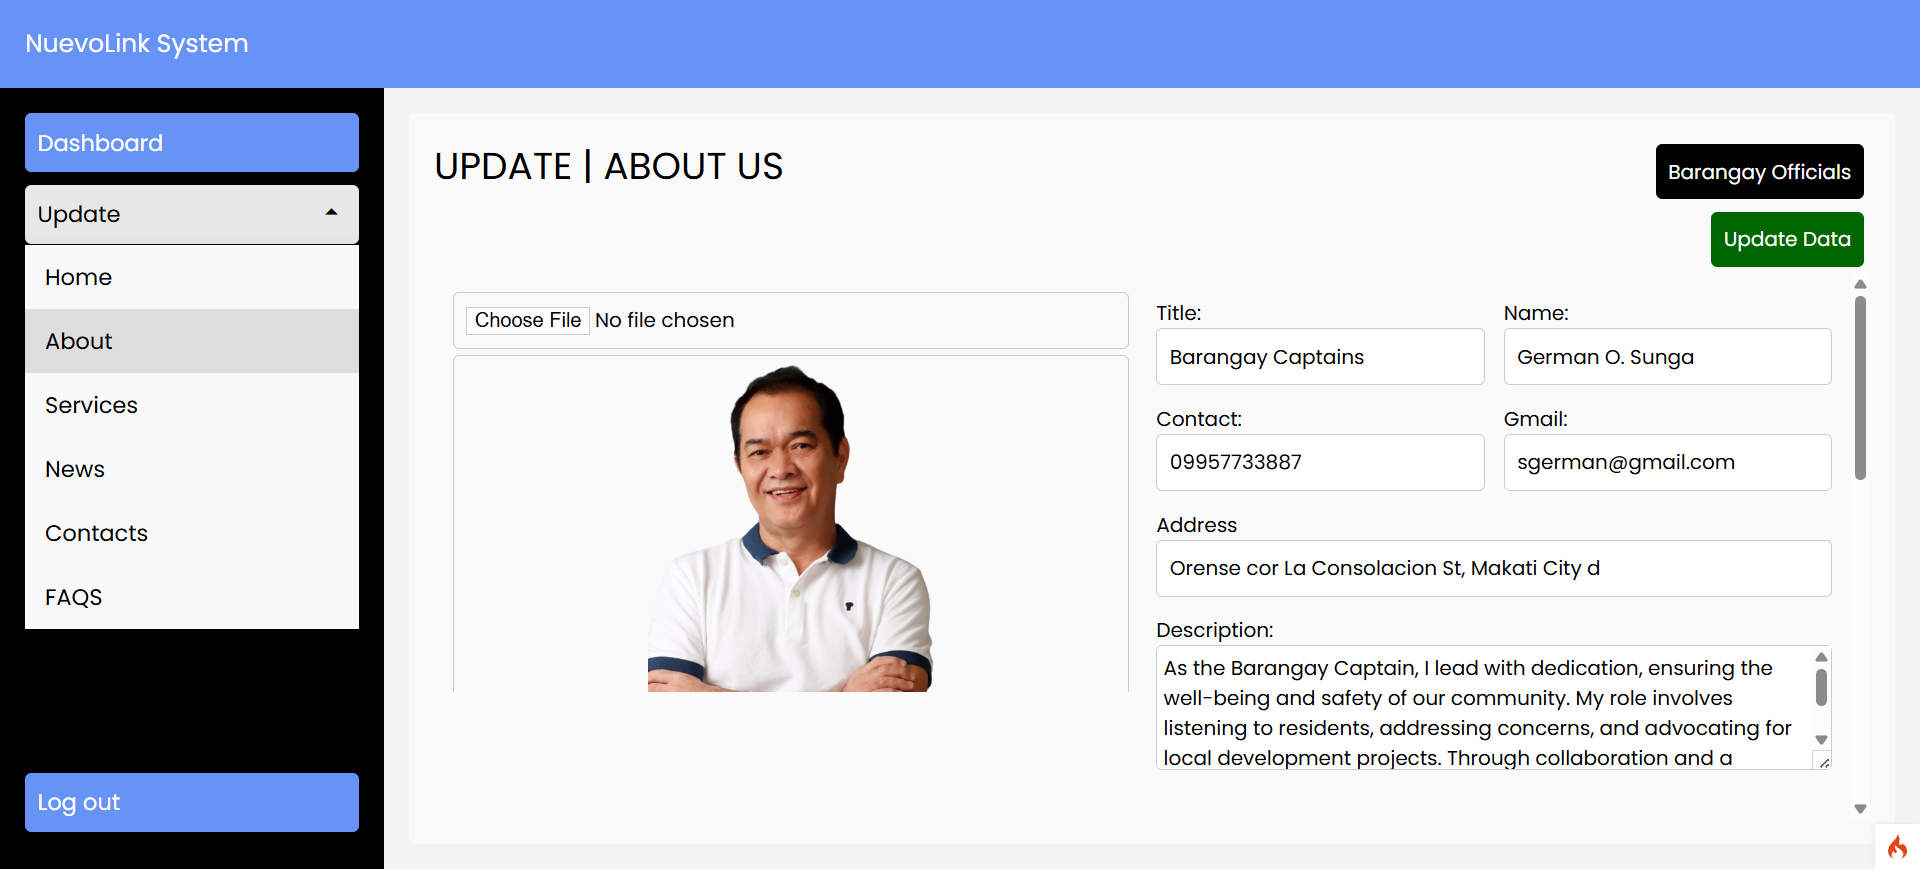 NuevoLink System
Dashboard
Update
Home
About
Services
News
Contacts
FAQS
Log out
UPDATE | ABOUT US
Barangay Officials
Update Data
Choose File No file chosen
Title:
Barangay Captains
Name:
German O. Sunga
Contact:
09957733887
Gmail:
sgerman@gmail.com
Address
Orense cor La Consolacion St, Makati City d
Description:
As the Barangay Captain, I lead with dedication, ensuring the
well-being and safety of our community. My role involves
listening to residents, addressing concerns, and advocating for
local development projects. Through collaboration and a